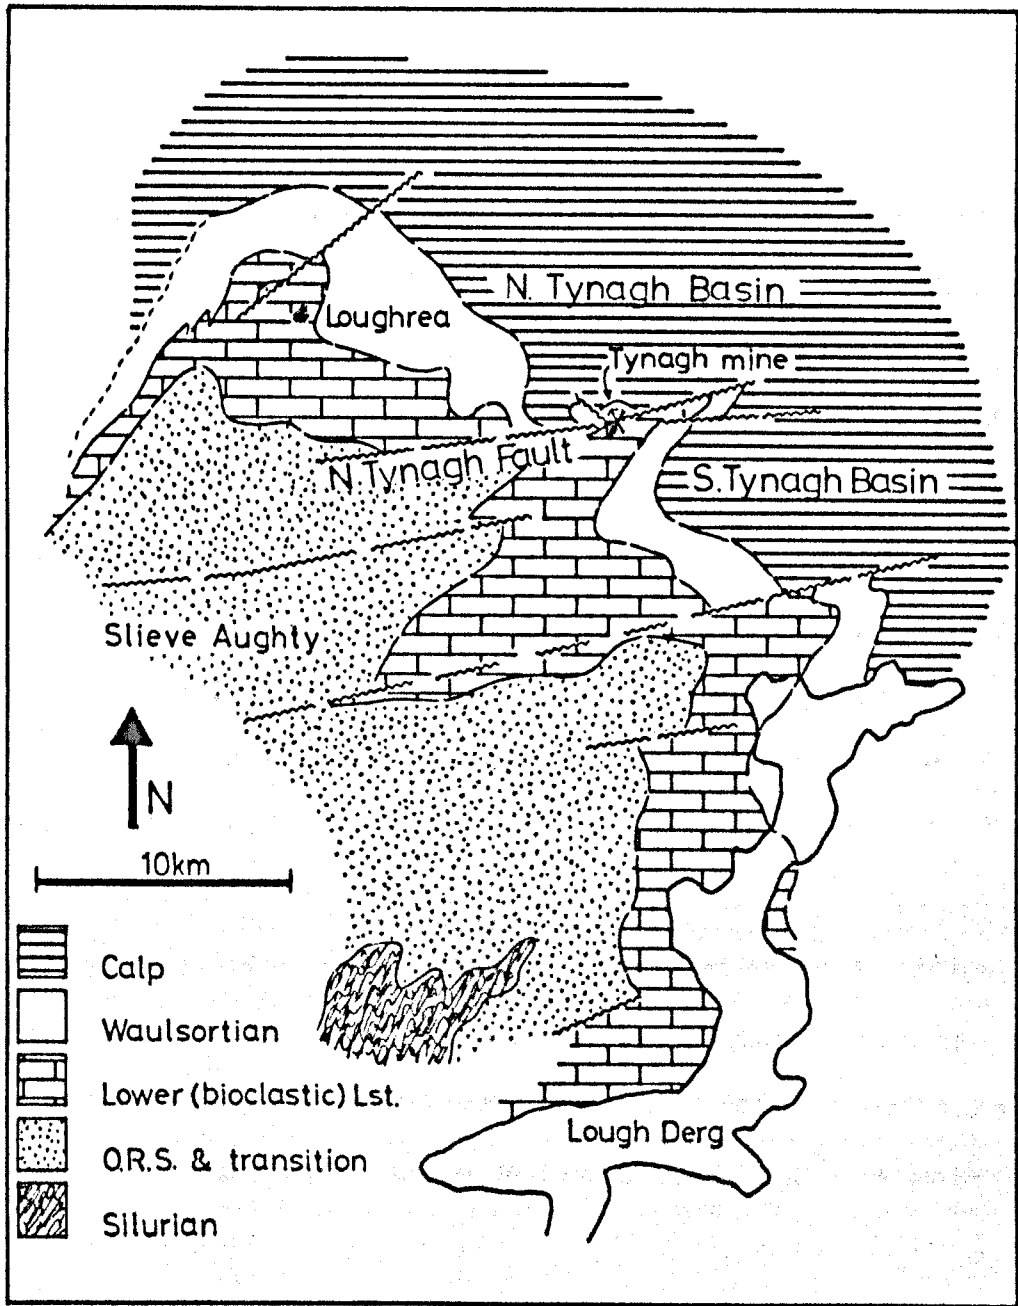 N. Tynagh Basin
Loughrea
Tynagh mine
N Tynagh Fault
S. Tynagh Basin
Slieve Aughty
N
10km
Calp
Waulsortian
Lower (bioclastic) Lst.
O.R.S. & transition
Silurian
Lough Derg